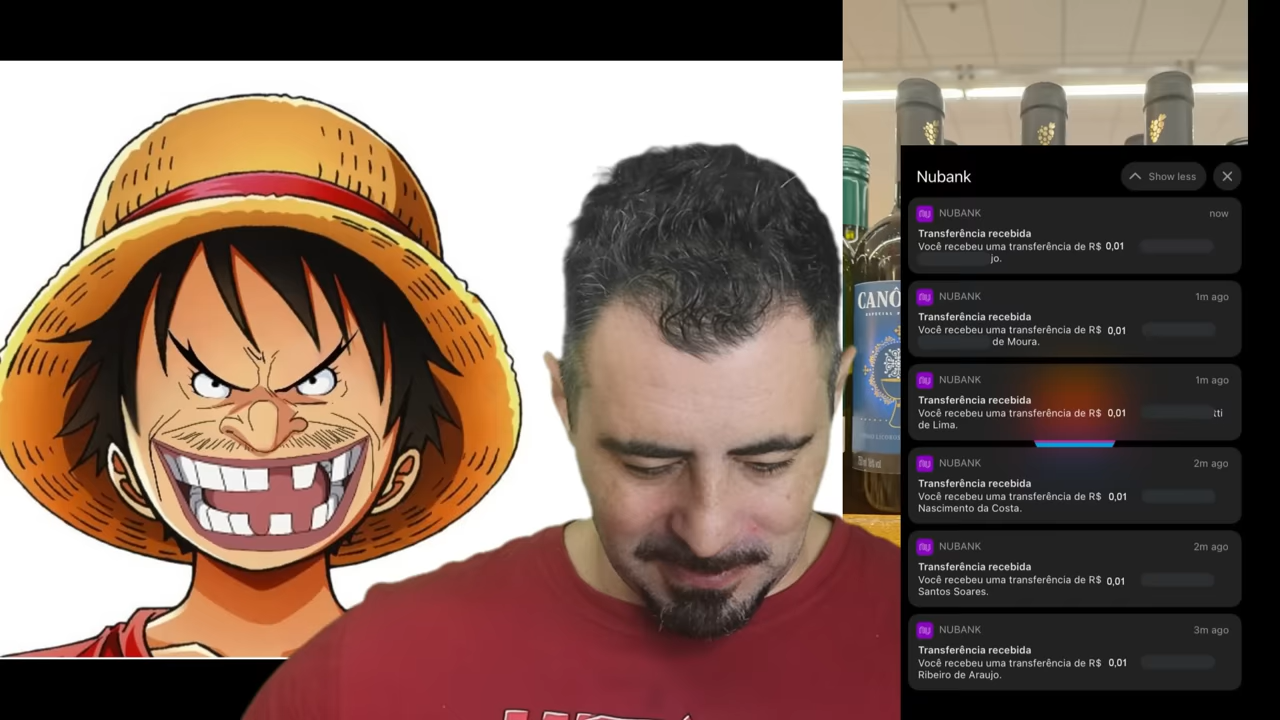 CANÔ
Nubank
Show less
NUBANK
now
Transferência recebida
Você recebeu uma transferência de R$ 0,01
jo.
NUBANK
1m ago
Transferência recebida
Você recebeu uma transferência de R$ 0,01
de Moura.
NUBANK
1m ago
Transferência recebida
Você recebeu uma transferência de R$ 0,01
de Lima.
NUBANK
2m ago
Transferência recebida
Você recebeu uma transferência de R$ 0,01
Nascimento da Costa.
NUBANK
2m ago
Transferência recebida
Você recebeu uma transferência de R$ 0,01
Santos Soares.
NUBANK
3m ago
Transferência recebida
Você recebeu uma transferência de R$ 0,01
Ribeiro de Araujo.